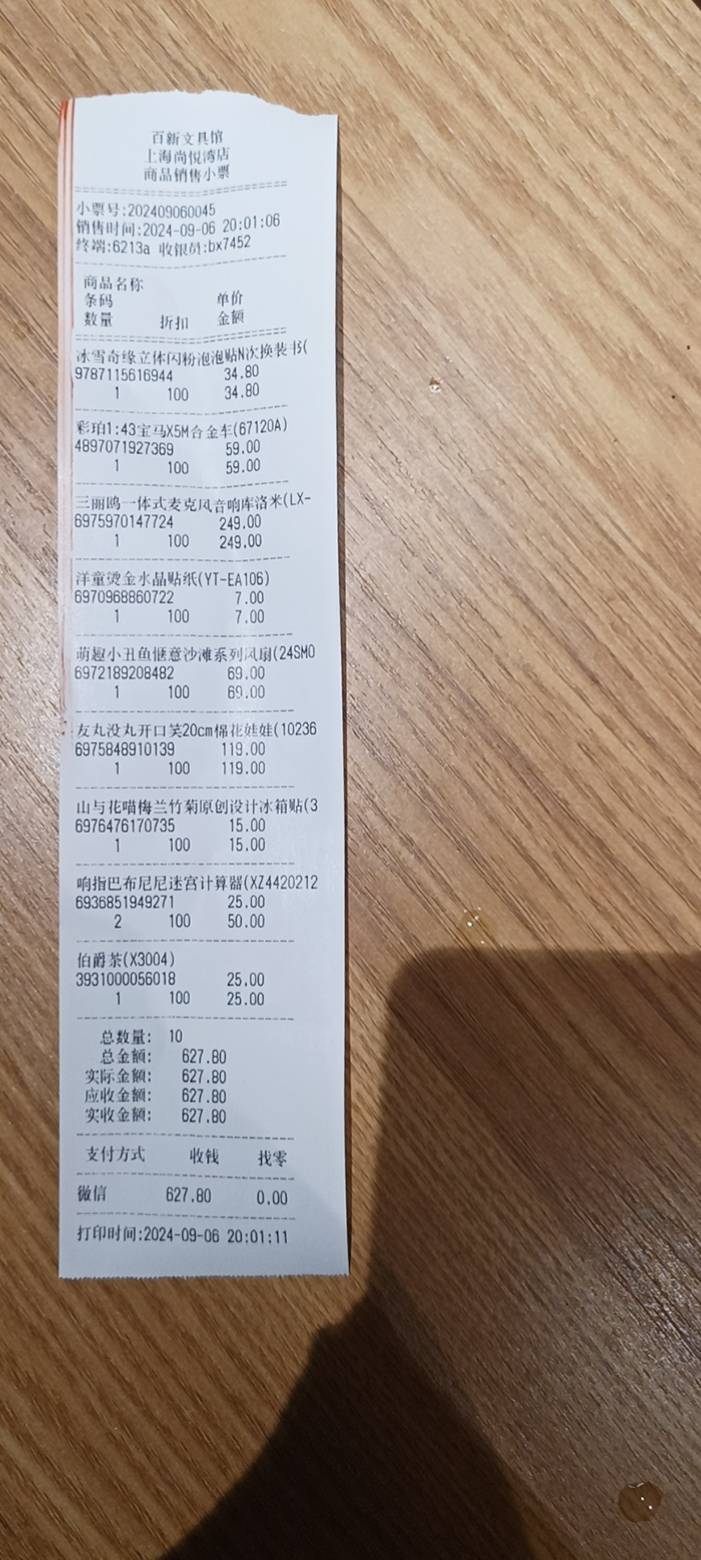 百新文具馆
上海尚悦湾店
商品销售小票
小票号:202409060045
销售时间:2024-09-06 20:01:06
终端:6213a 收银员:bx7452
商品名称
条码 单价
数量 折扣 金额
冰雪奇缘立体闪粉泡泡贴N次换装书(
9787115616944 34.80
1 100 34.80
彩珀1:43宝马X5M合金车(67120A)
4897071927369 59.00
1 100 59.00
三丽鸥一体式麦克风音响库洛米(LX-
6975970147724 249.00
1 100 249.00
洋童烫金水晶贴纸(YT-EA106)
6970968860722 7.00
1 100 7.00
萌趣小丑鱼惬意沙滩系列风扇(24SMO
6972189208482 69.00
1 100 69.00
友丸没丸开口笑20cm棉花娃娃(10236
6975848910139 119.00
1 100 119.00
山与花喵梅兰竹菊原创设计冰箱贴(3
6976476170735 15.00
1 100 15.00
响指巴布尼尼迷宫计算器(XZ4420212
6936851949271 25.00
2 100 50.00
伯爵茶(X3004)
3931000056018 25.00
1 100 25.00
总数量: 10
总金额: 627.80
实际金额: 627.80
应收金额: 627.80
实收金额: 627.80
支付方式 收钱 找零
微信 627.80 0.00
打印时间:2024-09-06 20:01:11